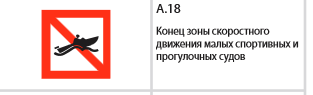 А.18
Конец зоны скоростного
движения малых спортивных и
прогулочных судов